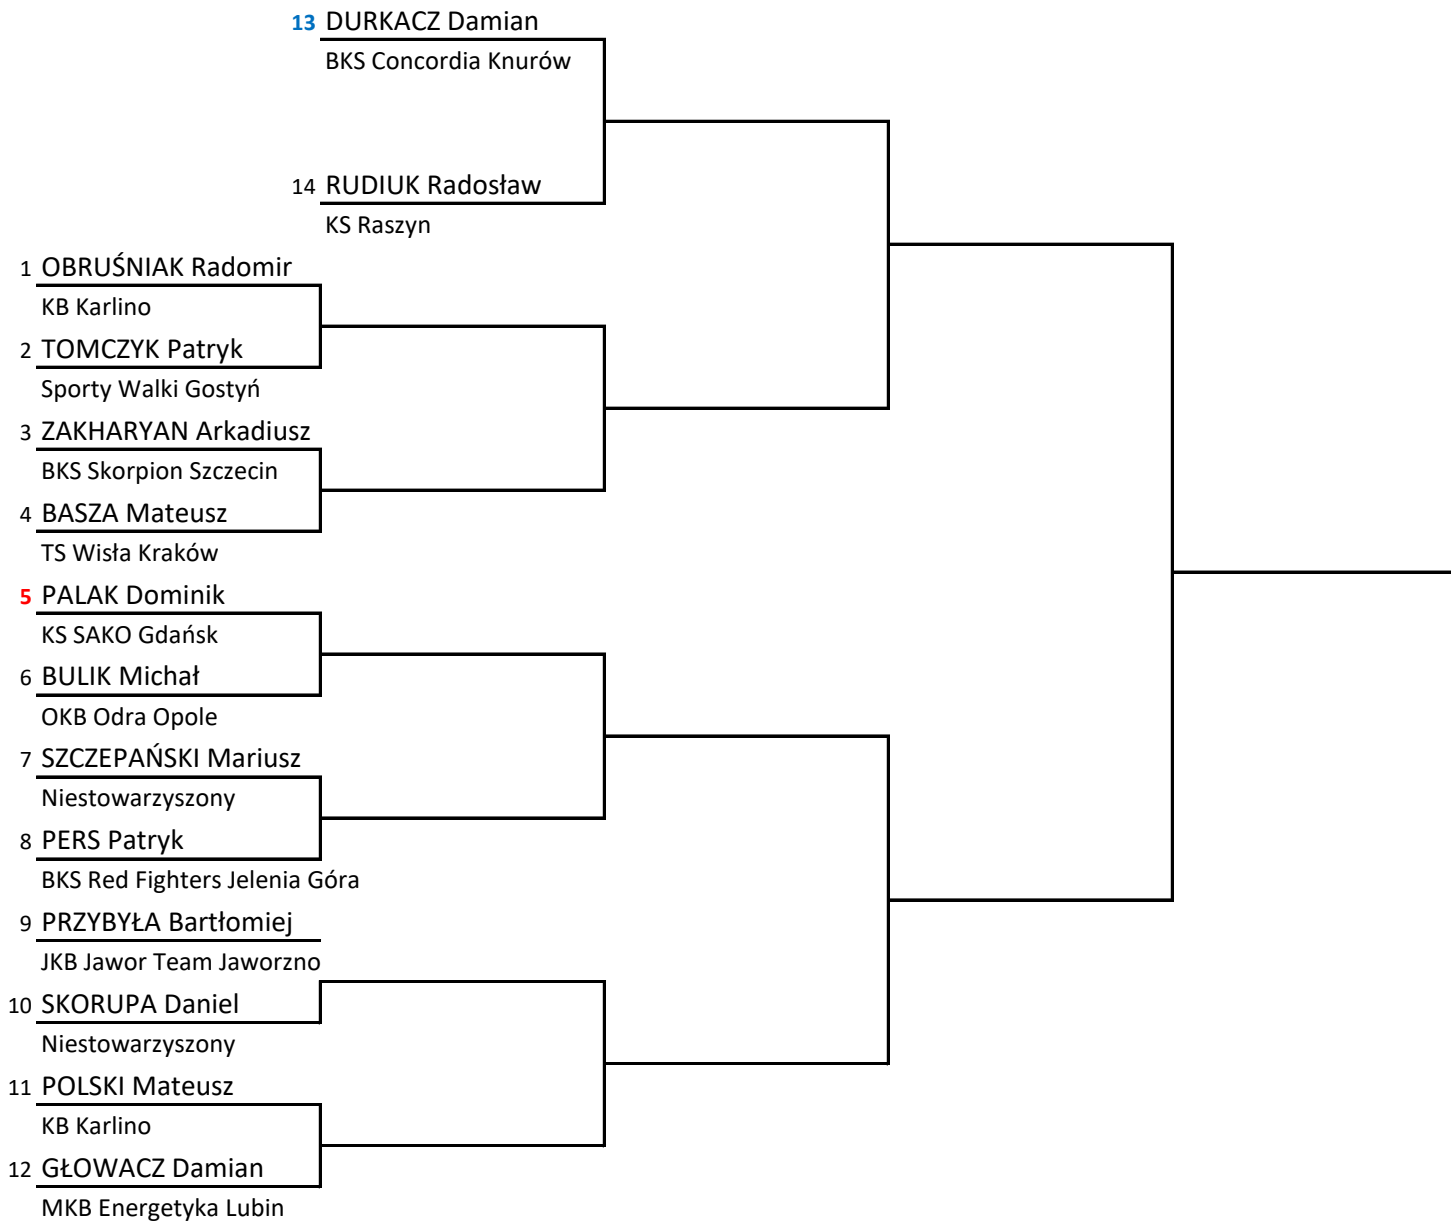 13 DURKACZ Damian
BKS Concordia Knurów
14 RUDIUK Radosław
KS Raszyn
1 OBRUŚNIAK Radomir
KB Karlino
2 TOMCZYK Patryk
Sporty Walki Gostyń
3 ZAKHARYAN Arkadiusz
BKS Skorpion Szczecin
4 BASZA Mateusz
TS Wisła Kraków
5 PALAK Dominik
KS SAKO Gdańsk
6 BULIK Michał
OKB Odra Opole
7 SZCZEPAŃSKI Mariusz
Niestowarzyszony
8 PERS Patryk
BKS Red Fighters Jelenia Góra
9 PRZYBYŁA Bartłomiej
JKB Jawor Team Jaworzno
10 SKORUPA Daniel
Niestowarzyszony
11 POLSKI Mateusz
KB Karlino
12 GŁOWACZ Damian
MKB Energetyka Lubin